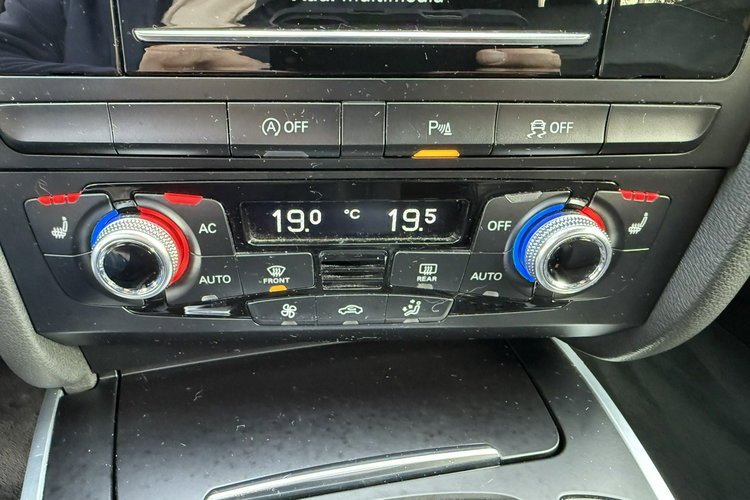 OFF
P
OFF
19.0 °C 19.5
AC
OFF
AUTO
FRONT
REAR
AUTO